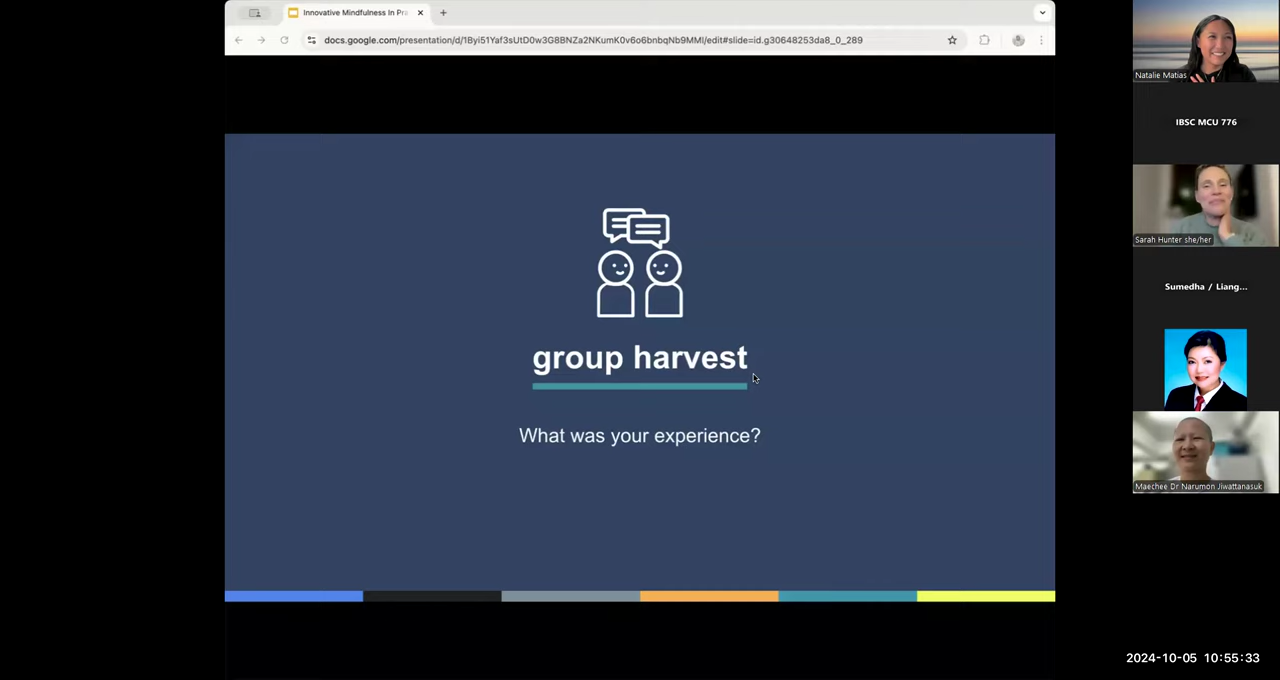 Innovative Mindfulness In Pra
docs.google.com/presentation/d/18yi51Yaf3sUtD0w3G8BNZa2NKumK0v6o6bnbqNb9MMI/edit#slide=id.g30648253da8_0_289
group harvest
What was your experience?
Natalie Matias
IBSC MCU 776
Sarah Hunter she/her
Sumedha / Liang...
Maechee Dr Narumon Jiwattanasuk
2024-10-05 10:55:33